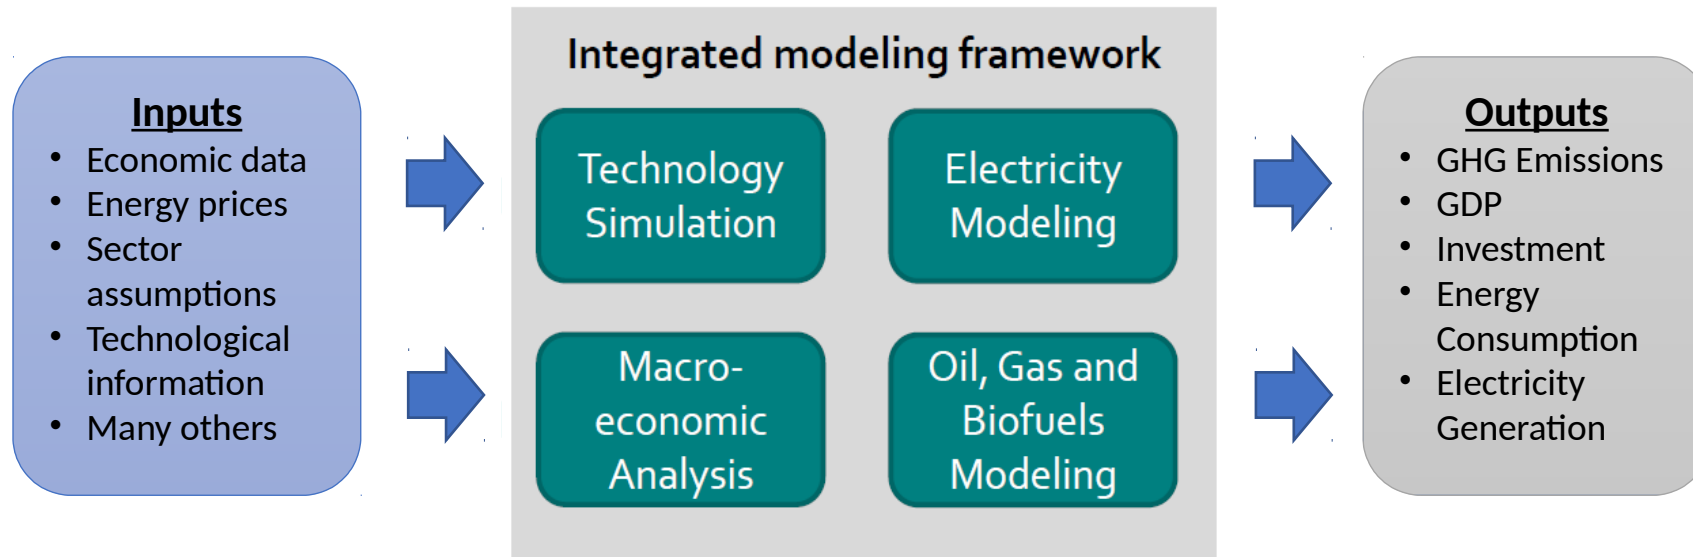 Inputs
• Economic data
• Energy prices
• Sector
assumptions
• Technological
information
• Many others
Integrated modeling framework
Technology
Simulation
Electricity
Modeling
Macro-
economic
Analysis
Oil, Gas and
Biofuels
Modeling
Outputs
• GHG Emissions
• GDP
• Investment
• Energy
Consumption
• Electricity
Generation